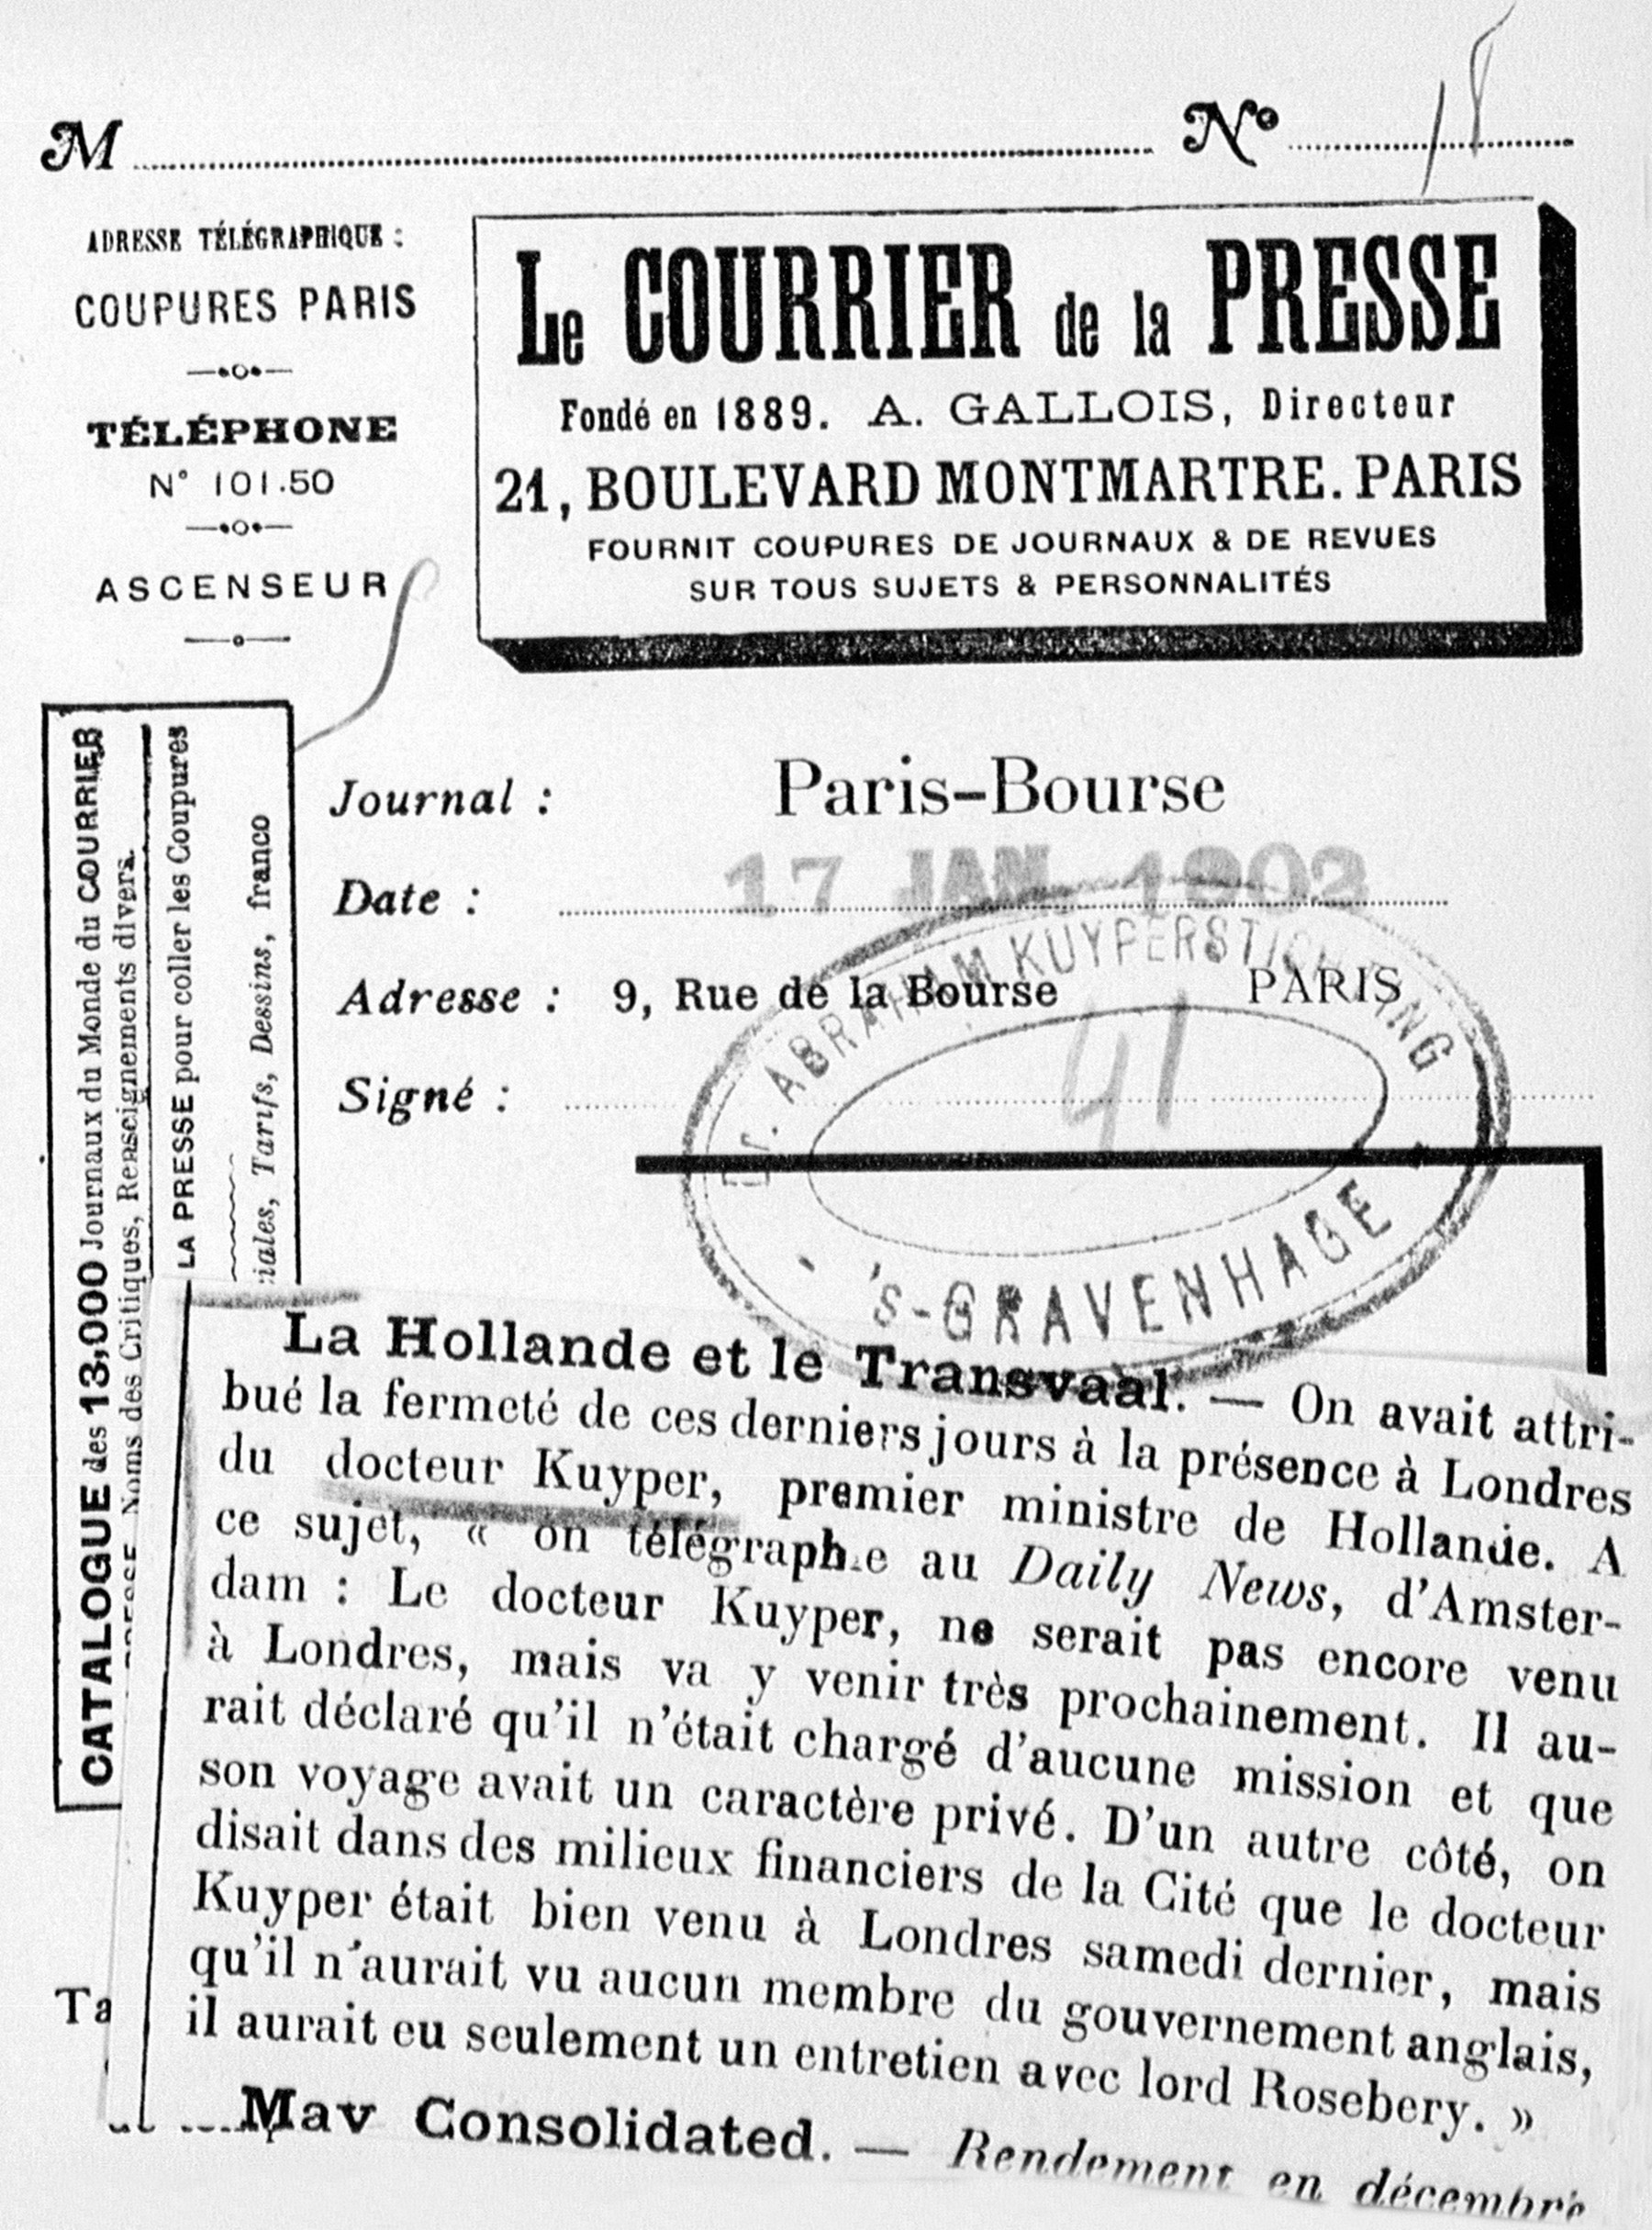 M N° 18
ADRESSE TÉLÉGRAPHIQUE :
COUPURES PARIS
TÉLÉPHONE
N° 101.50
ASCENSEUR
LE COURRIER de la PRESSE
Fondé en 1889. A. GALLOIS, Directeur
21, BOULEVARD MONTMARTRE. PARIS
FOURNIT COUPURES DE JOURNAUX & DE REVUES
SUR TOUS SUJETS & PERSONNALITÉS
CATALOGUE des 13,000 Journaux du Monde du COURRIER
Noms des Critiques, Renseignements divers.
LA PRESSE pour coller les Coupures
ciales, Tarifs, Dessins, franco
Journal : Paris-Bourse
Date : 17 JAN 1903
Adresse : 9, Rue de la Bourse PARIS
Signé :
Dr. ABRAHAM KUYPERSTICHTING
41
'S-GRAVENHAGE
La Hollande et le Transvaal. — On avait attri-
bué la fermeté de ces derniers jours à la présence à Londres
du docteur Kuyper, premier ministre de Hollande. A
ce sujet, « on télégraphie au Daily News, d'Amster-
dam : Le docteur Kuyper, ne serait pas encore venu
à Londres, mais va y venir très prochainement. Il au-
rait déclaré qu'il n'était chargé d'aucune mission et que
son voyage avait un caractère privé. D'un autre côté, on
disait dans des milieux financiers de la Cité que le docteur
Kuyper était bien venu à Londres samedi dernier, mais
qu'il n'aurait vu aucun membre du gouvernement anglais,
il aurait eu seulement un entretien avec lord Rosebery. »
May Consolidated. — Rendement en décembre
Ta